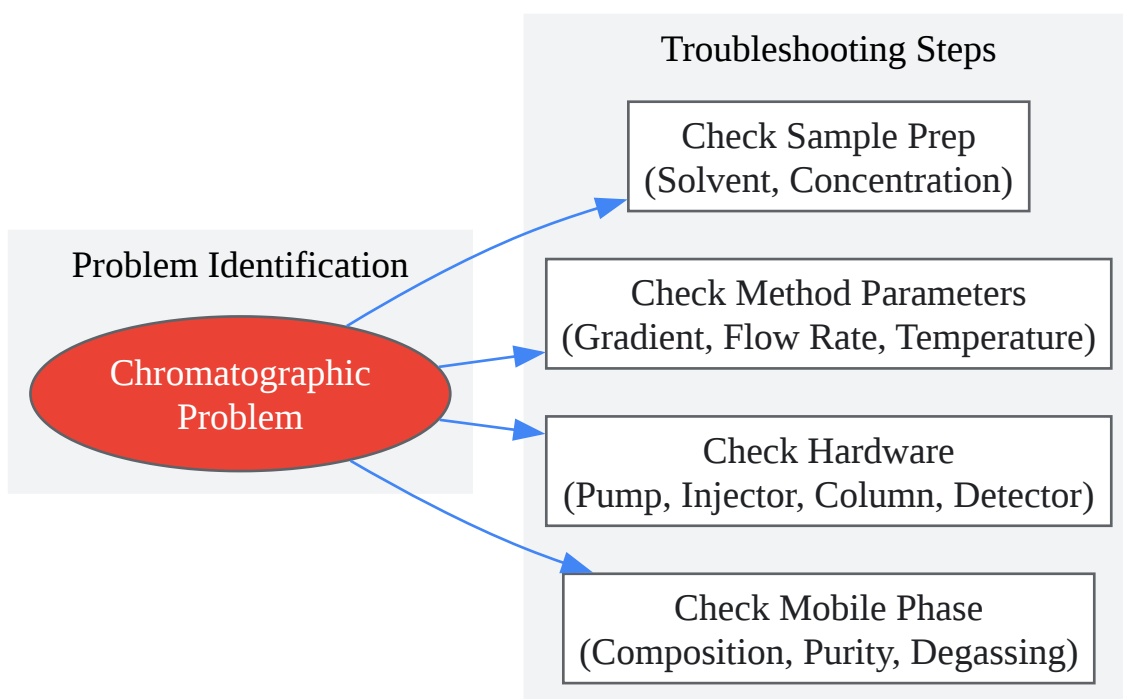 Problem Identification
Chromatographic
Problem
Troubleshooting Steps
Check Sample Prep
(Solvent, Concentration)
Check Method Parameters
(Gradient, Flow Rate, Temperature)
Check Hardware
(Pump, Injector, Column, Detector)
Check Mobile Phase
(Composition, Purity, Degassing)